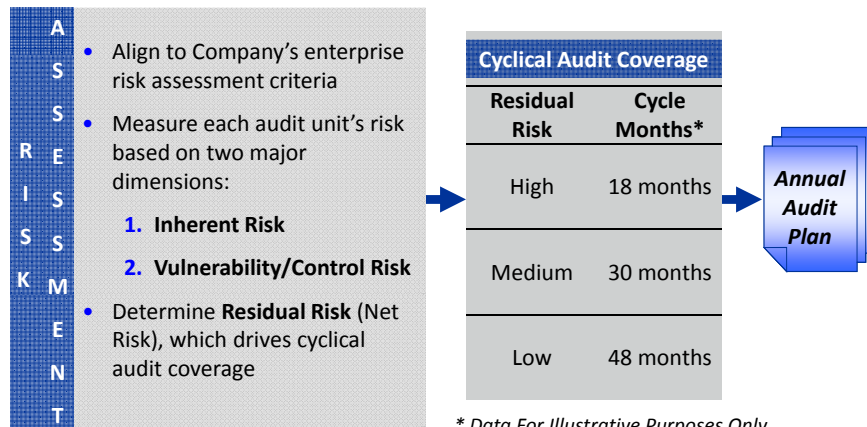 RISK
ASSESSMENT
• Align to Company's enterprise
risk assessment criteria
• Measure each audit unit's risk
based on two major
dimensions:
1. Inherent Risk
2. Vulnerability/Control Risk
• Determine Residual Risk (Net
Risk), which drives cyclical
audit coverage
Cyclical Audit Coverage
Residual Risk Cycle Months*
High 18 months
Medium 30 months
Low 48 months
* Data For Illustrative Purposes Only
Annual
Audit
Plan